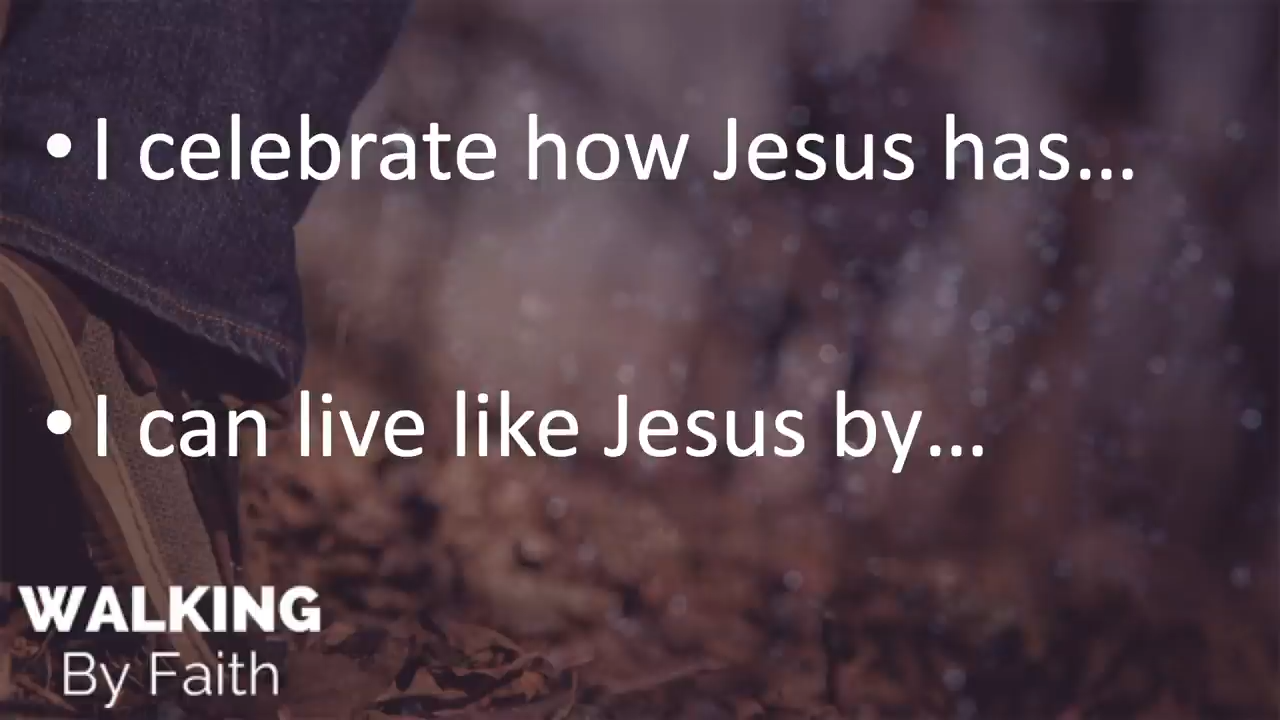 • I celebrate how Jesus has…
• I can live like Jesus by…
WALKING
By Faith